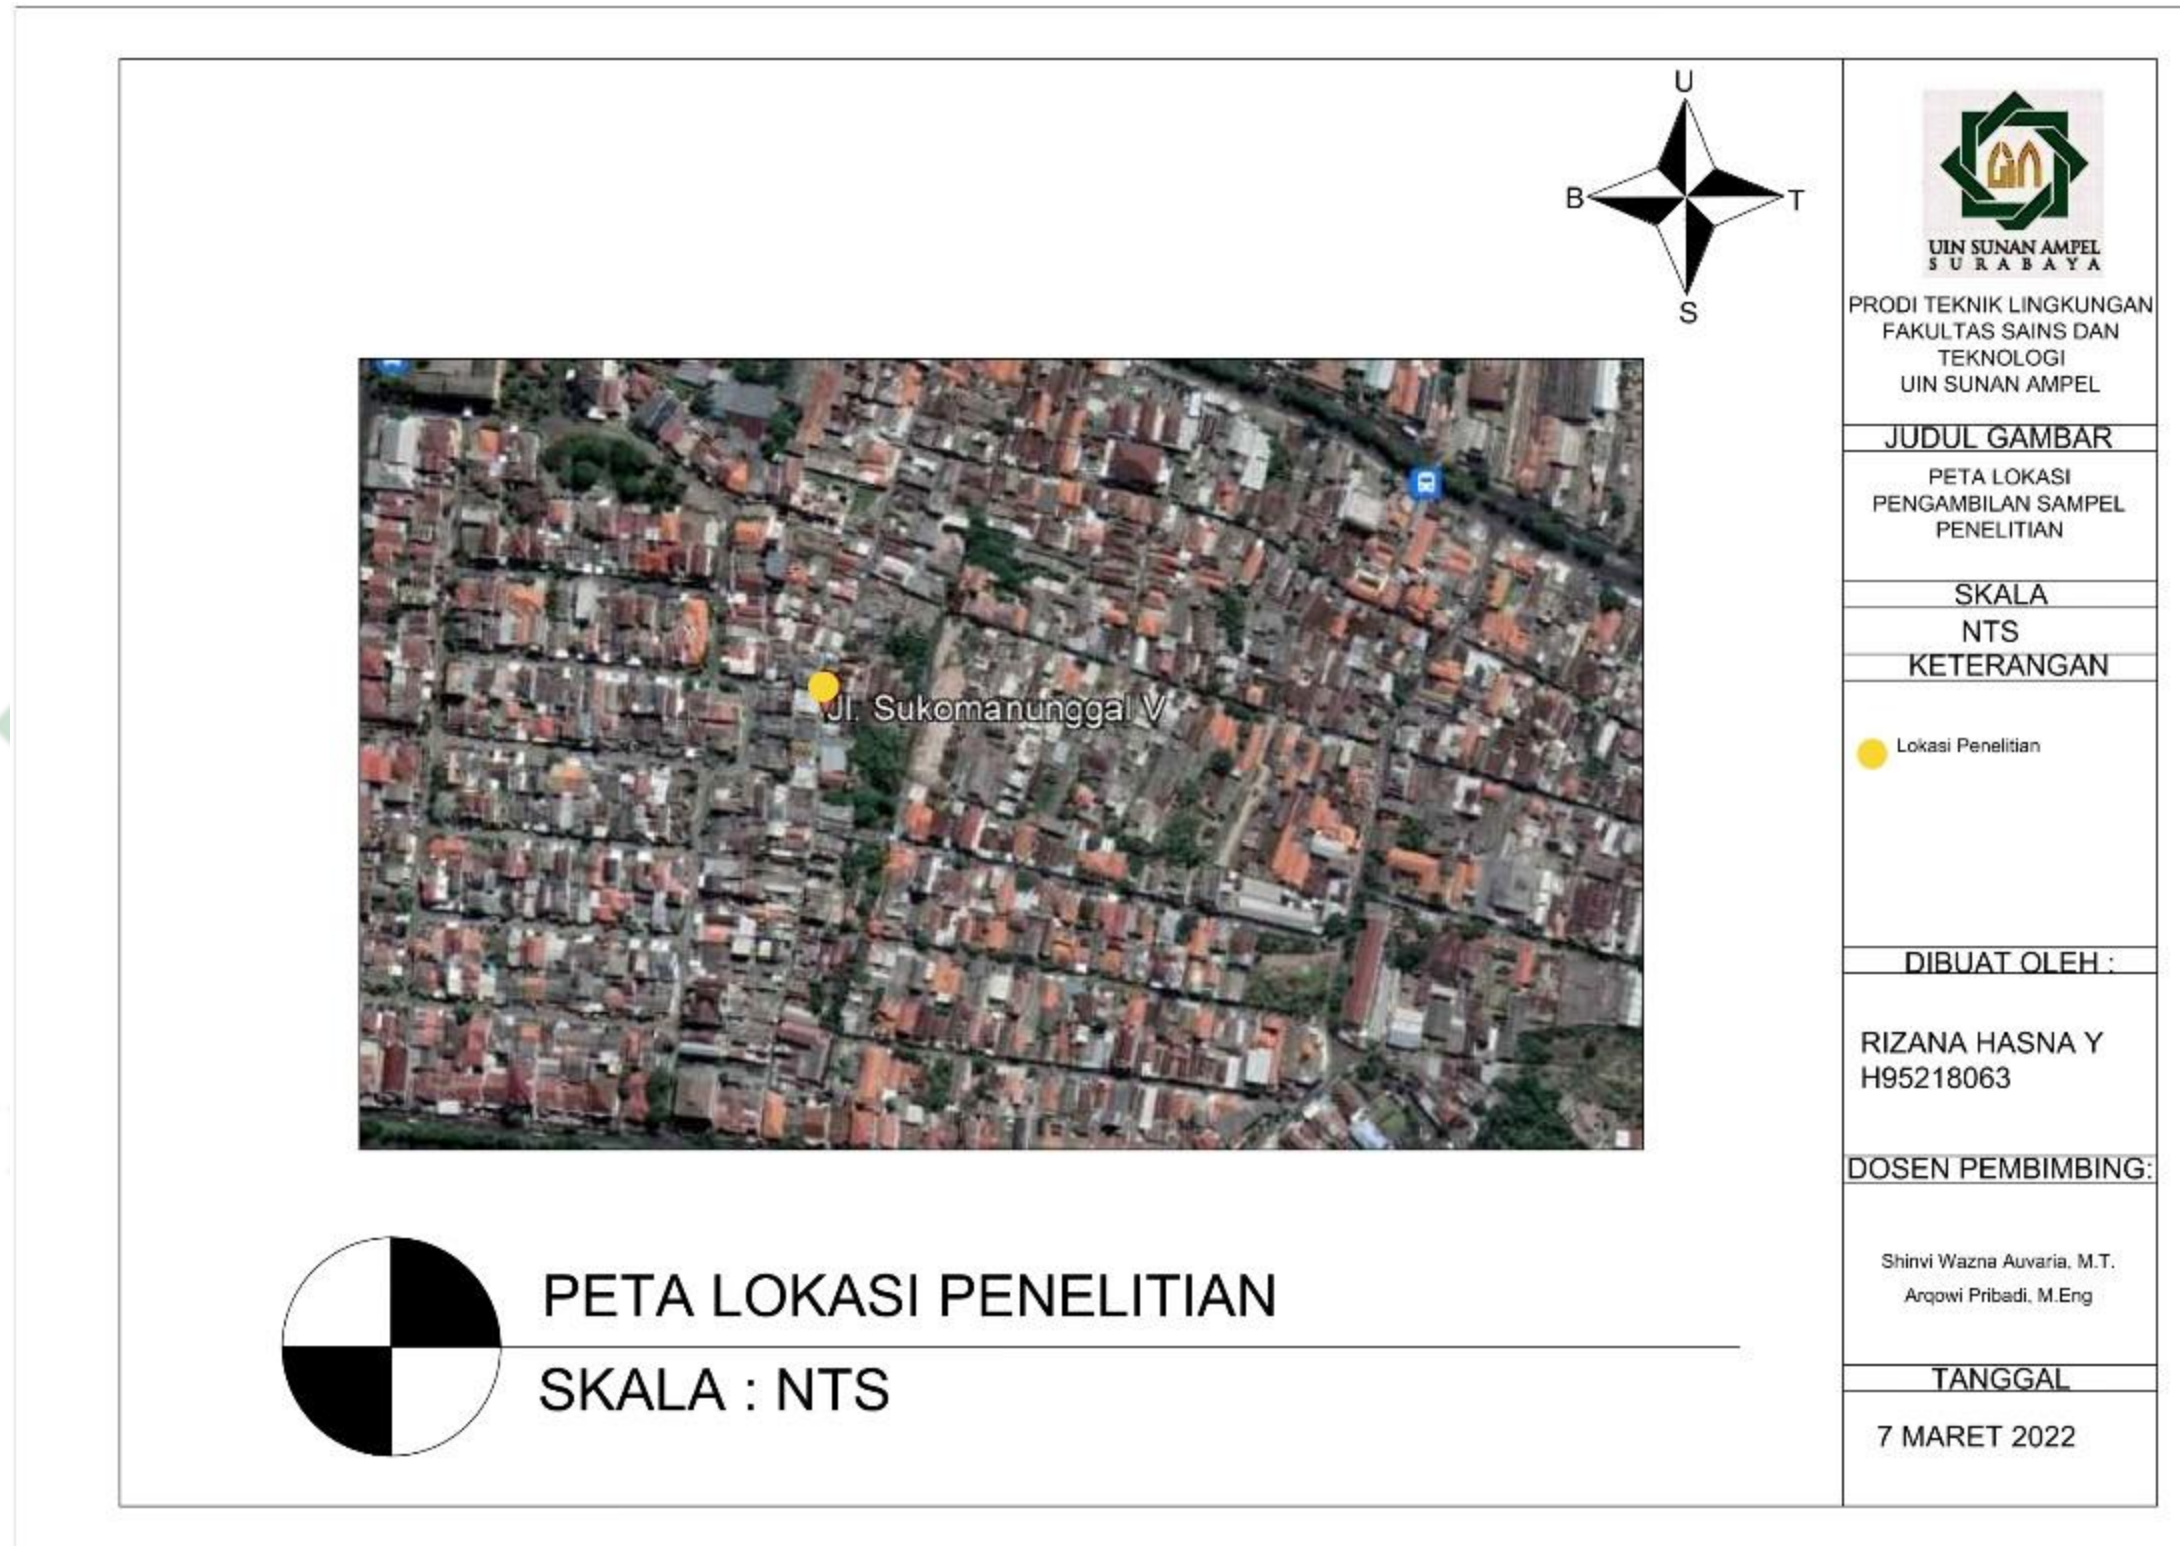 U
B
T
S
Jl. Sukomanunggal V
PETA LOKASI PENELITIAN
SKALA : NTS
UIN SUNAN AMPEL
SURABAYA
PRODI TEKNIK LINGKUNGAN
FAKULTAS SAINS DAN
TEKNOLOGI
UIN SUNAN AMPEL
JUDUL GAMBAR
PETA LOKASI
PENGAMBILAN SAMPEL
PENELITIAN
SKALA
NTS
KETERANGAN
Lokasi Penelitian
DIBUAT OLEH :
RIZANA HASNA Y
H95218063
DOSEN PEMBIMBING:
Shinvi Wazna Auvaria, M.T.
Arqowi Pribadi, M.Eng
TANGGAL
7 MARET 2022